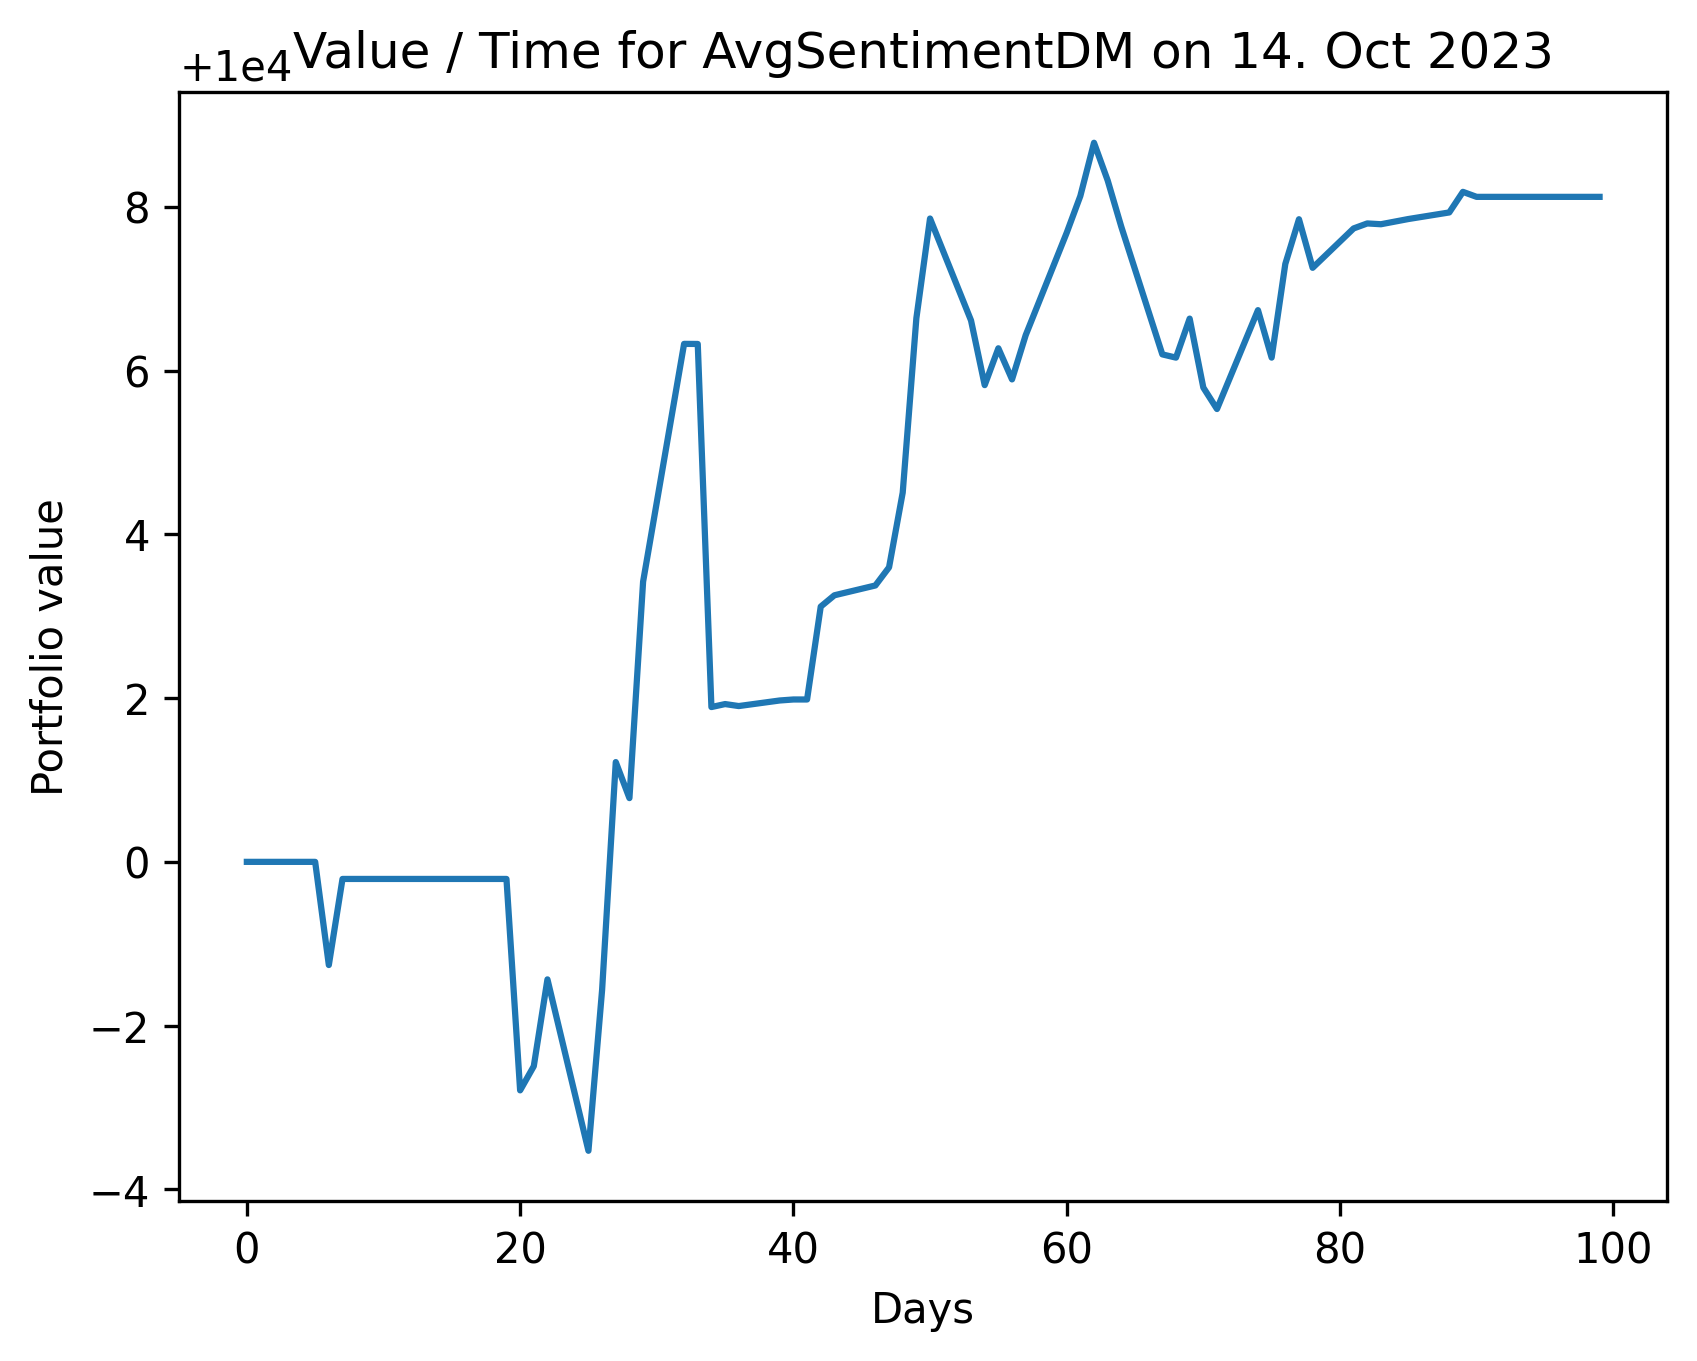 Value / Time for AvgSentimentDM on 14. Oct 2023
+1e4
8
6
4
2
0
−2
−4
Portfolio value
0 20 40 60 80 100
Days